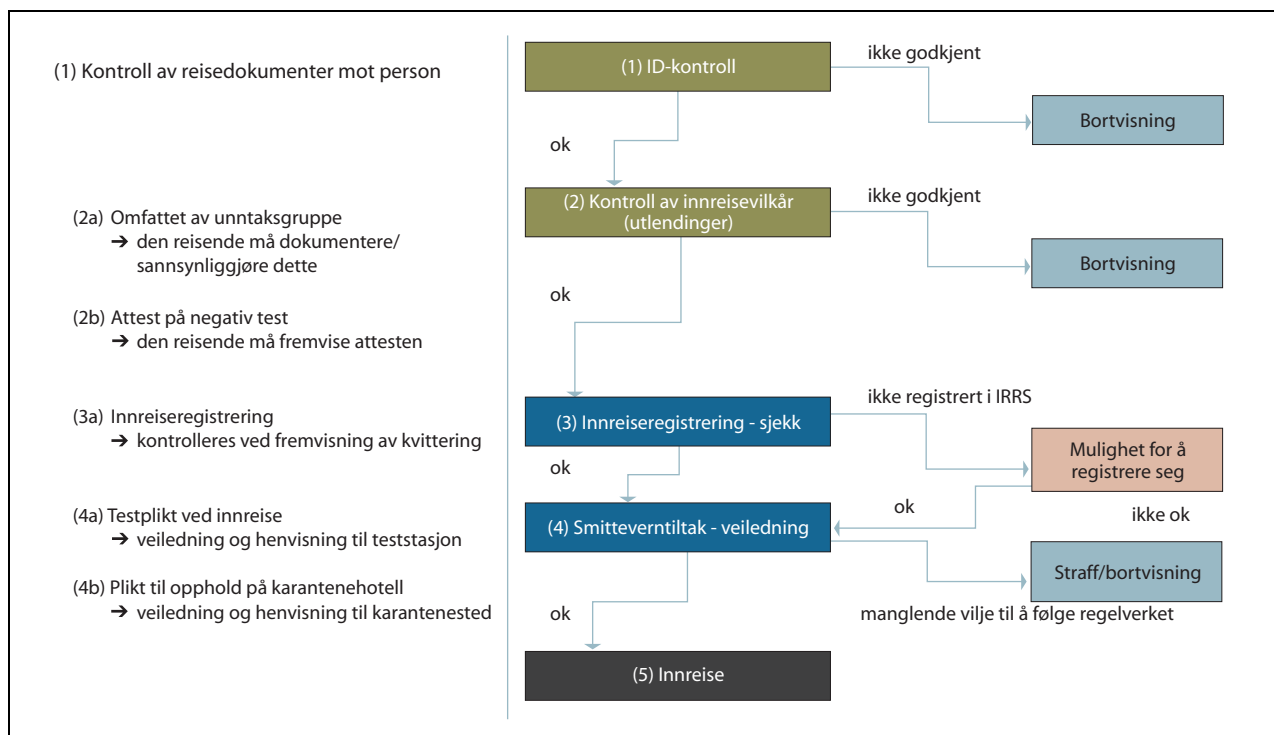 (1) Kontroll av reisedokumenter mot person
(2a) Omfattet av unntaksgruppe
➔ den reisende må dokumentere/
sannsynliggjøre dette
(2b) Attest på negativ test
➔ den reisende må fremvise attesten
(3a) Innreiseregistrering
➔ kontrolleres ved fremvisning av kvittering
(4a) Testplikt ved innreise
➔ veiledning og henvisning til teststasjon
(4b) Plikt til opphold på karantenehotell
➔ veiledning og henvisning til karantenested
(1) ID-kontroll
ikke godkjent
Bortvisning
ok
(2) Kontroll av innreisevilkår
(utlendinger)
ikke godkjent
Bortvisning
ok
(3) Innreiseregistrering - sjekk
ikke registrert i IRRS
Mulighet for å
registrere seg
ok
ok
ikke ok
(4) Smitteverntiltak - veiledning
Straff/bortvisning
manglende vilje til å følge regelverket
ok
(5) Innreise